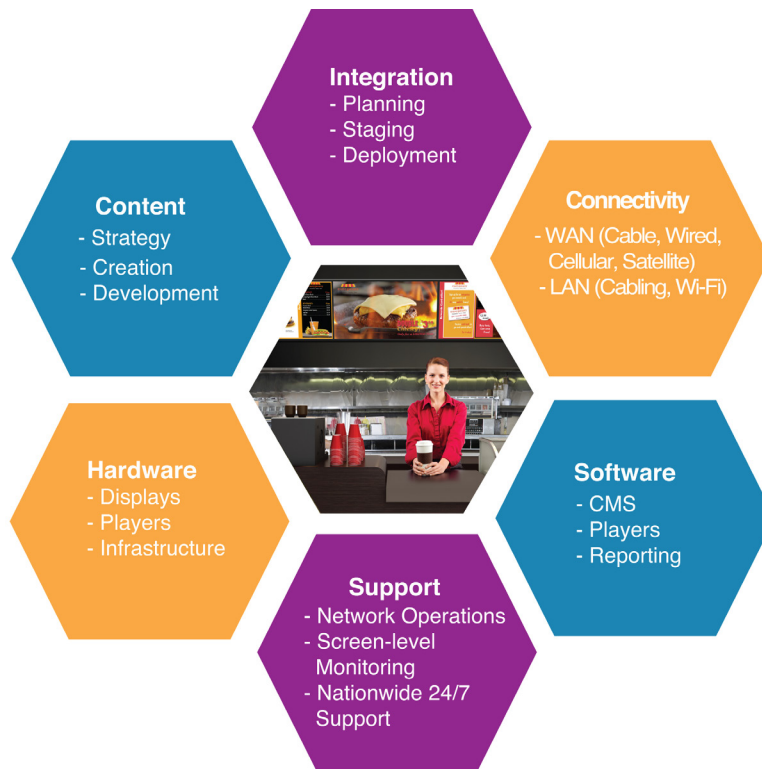 Integration
- Planning
- Staging
- Deployment
Content
- Strategy
- Creation
- Development
Connectivity
- WAN (Cable, Wired,
Cellular, Satellite)
- LAN (Cabling, Wi-Fi)
Hardware
- Displays
- Players
- Infrastructure
Software
- CMS
- Players
- Reporting
Support
- Network Operations
- Screen-level
Monitoring
- Nationwide 24/7
Support